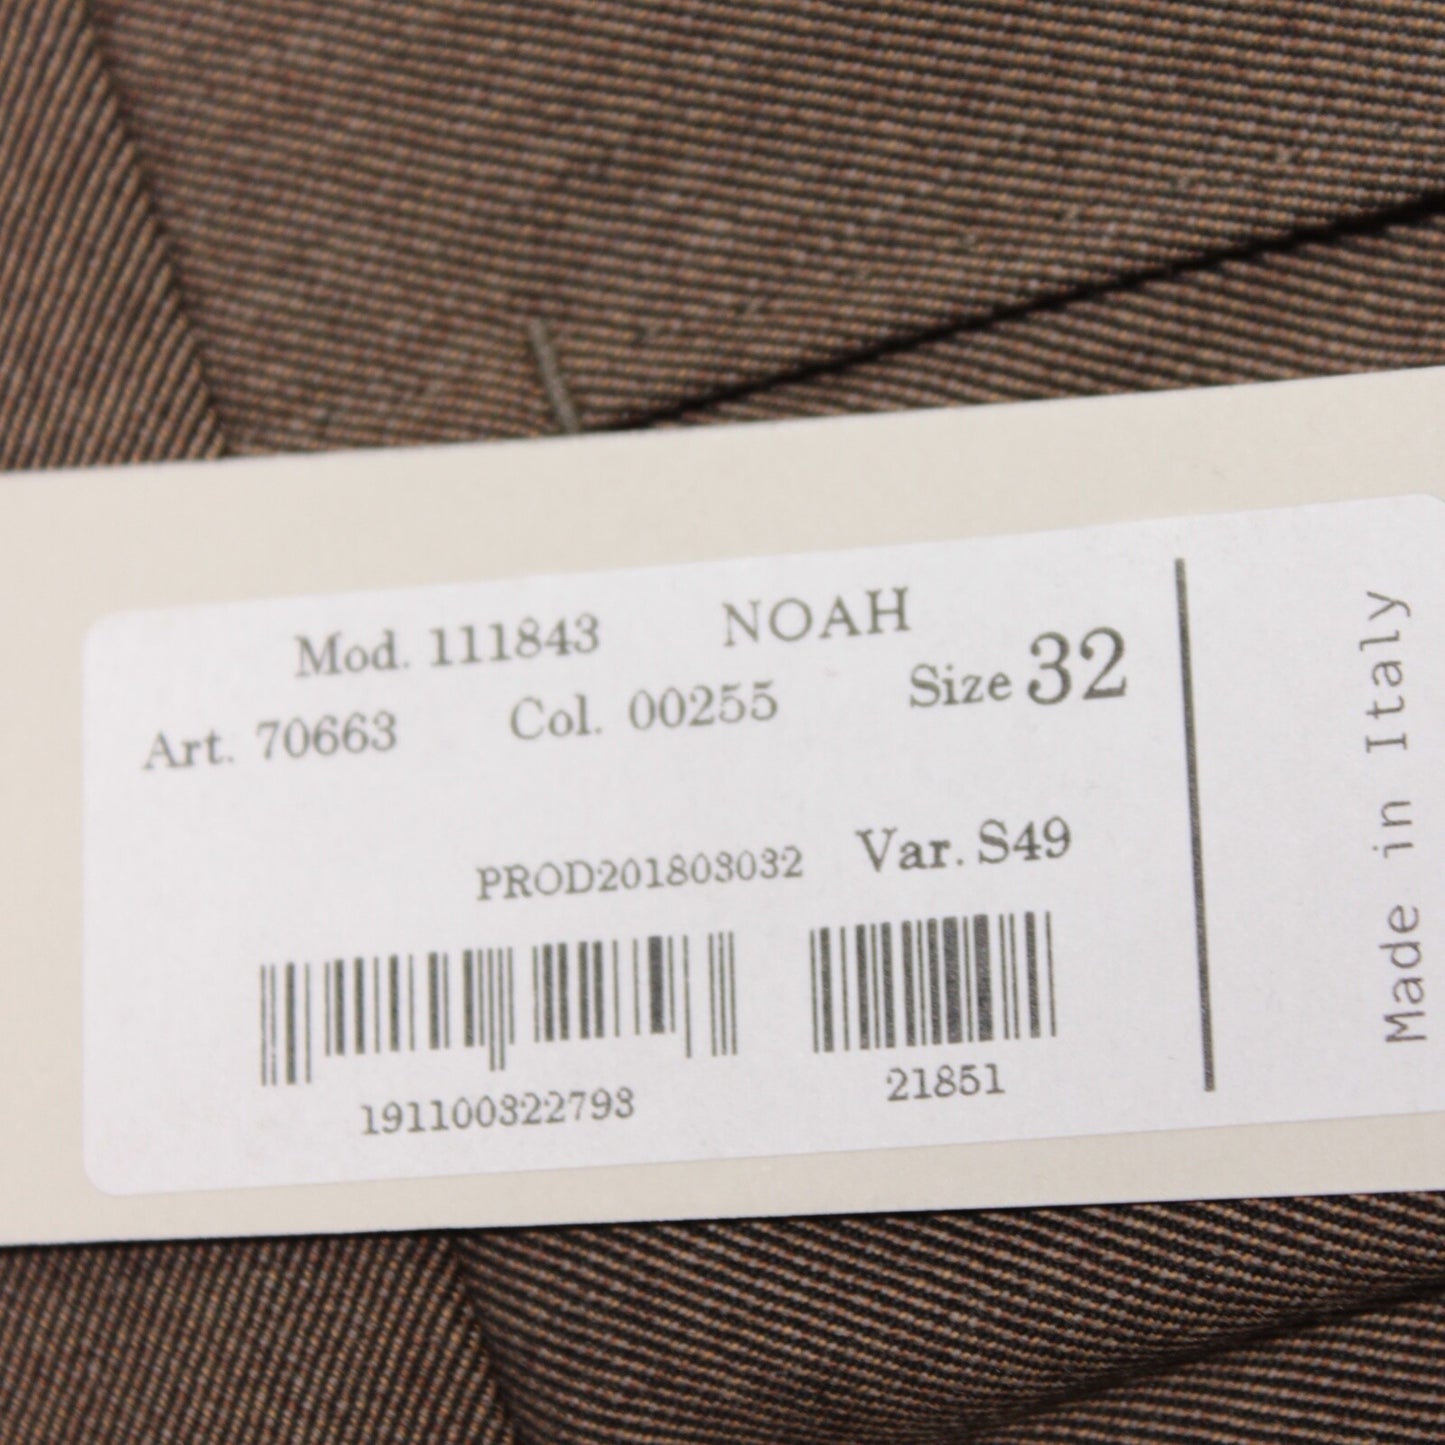 Mod. 111843 NOAH
Art. 70663 Col. 00255 Size 32
PROD201803032 Var. S49
191100322793
21851
Made in Italy